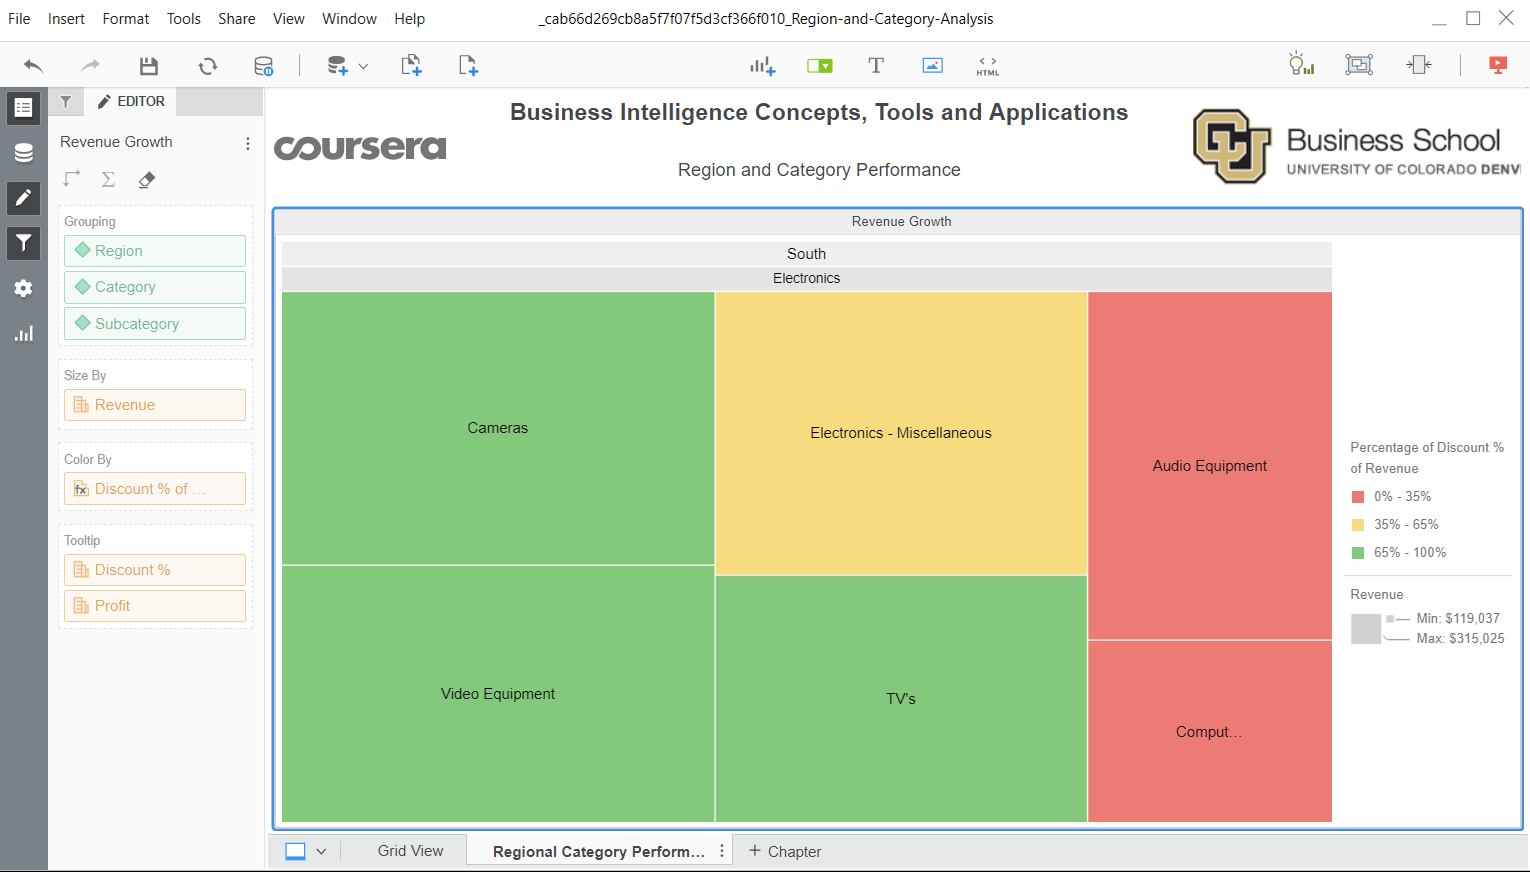 File Insert Format Tools Share View Window Help
_cab66d269cb8a5f7f07f5d3cf366f010_Region-and-Category-Analysis
T
< >
HTML
EDITOR
Revenue Growth
Grouping
Region
Category
Subcategory
Size By
Revenue
Color By
fx Discount % of ...
Tooltip
Discount %
Profit
Business Intelligence Concepts, Tools and Applications
coursera
Region and Category Performance
CU
Business School
UNIVERSITY OF COLORADO DENV
Revenue Growth
South
Electronics
Cameras
Electronics - Miscellaneous
Audio Equipment
Video Equipment
TV's
Comput...
Percentage of Discount %
of Revenue
0% - 35%
35% - 65%
65% - 100%
Revenue
Min: $119,037
Max: $315,025
Grid View
Regional Category Perform...
+ Chapter